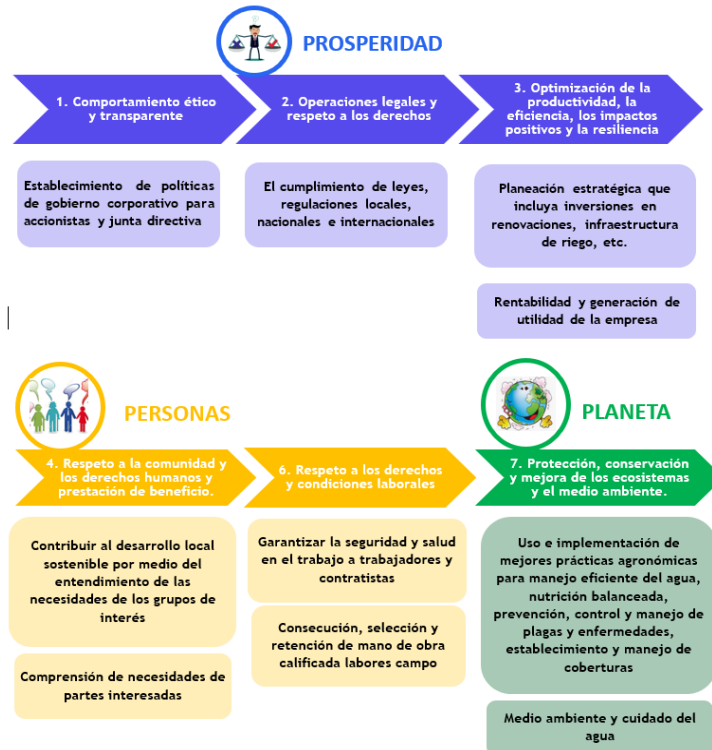 PROSPERIDAD
1. Comportamiento ético
y transparente
2. Operaciones legales y
respeto a los derechos
3. Optimización de la
productividad, la
eficiencia, los impactos
positivos y la resiliencia
Establecimiento de políticas
de gobierno corporativo para
accionistas y junta directiva
El cumplimiento de leyes,
regulaciones locales,
nacionales e internacionales
Planeación estratégica que
incluya inversiones en
renovaciones, infraestructura
de riego, etc.
Rentabilidad y generación de
utilidad de la empresa
PERSONAS
PLANETA
4. Respeto a la comunidad y
los derechos humanos y
prestación de beneficio.
6. Respeto a los derechos
y condiciones laborales
7. Protección, conservación
y mejora de los ecosistemas
y el medio ambiente.
Contribuir al desarrollo local
sostenible por medio del
entendimiento de las
necesidades de los grupos de
interés
Comprensión de necesidades de
partes interesadas
Garantizar la seguridad y salud
en el trabajo a trabajadores y
contratistas
Consecución, selección y
retención de mano de obra
calificada labores campo
Uso e implementación de
mejores prácticas agronómicas
para manejo eficiente del agua,
nutrición balanceada,
prevención, control y manejo de
plagas y enfermedades,
establecimiento y manejo de
coberturas
Medio ambiente y cuidado del
agua